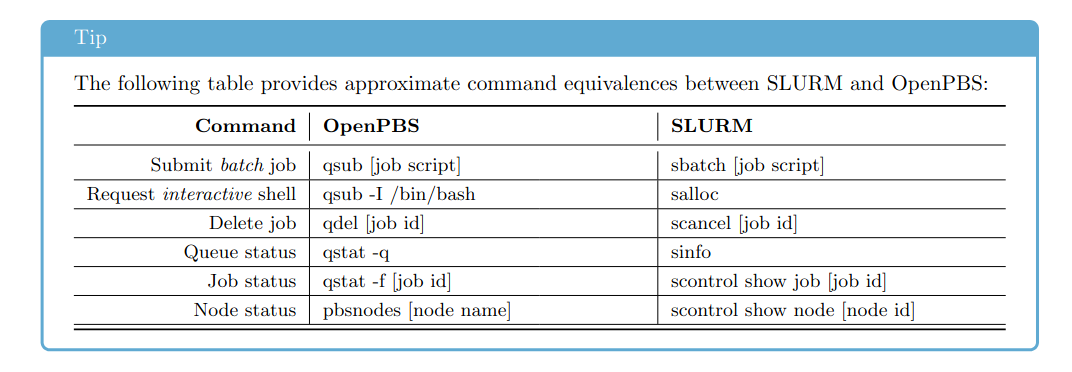 Tip
The following table provides approximate command equivalences between SLURM and OpenPBS:
Command OpenPBS SLURM
Submit batch job qsub [job script] sbatch [job script]
Request interactive shell qsub -I /bin/bash salloc
Delete job qdel [job id] scancel [job id]
Queue status qstat -q sinfo
Job status qstat -f [job id] scontrol show job [job id]
Node status pbsnodes [node name] scontrol show node [node id]